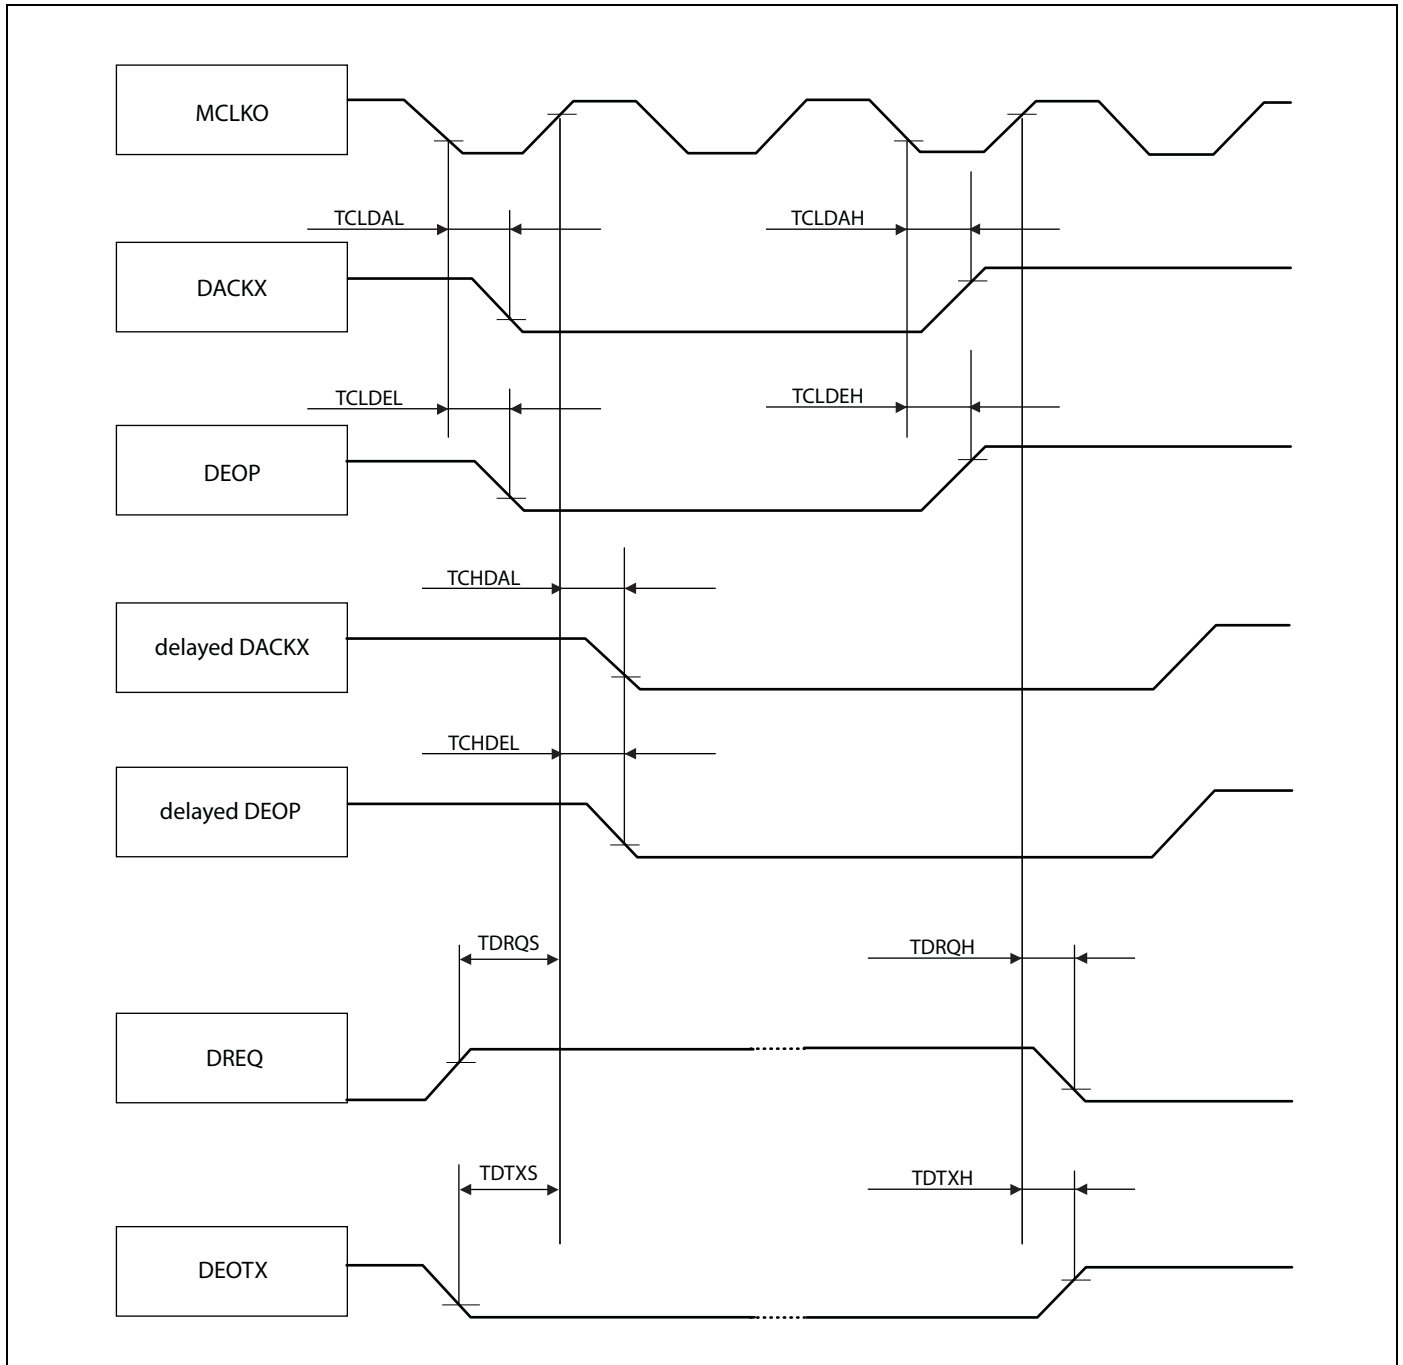 MCLKO
TCLDAL
TCLDAH
DACKX
TCLDEL
TCLDEH
DEOP
TCHDAL
delayed DACKX
TCHDEL
delayed DEOP
TDRQS
TDRQH
DREQ
TDTXS
TDTXH
DEOTX